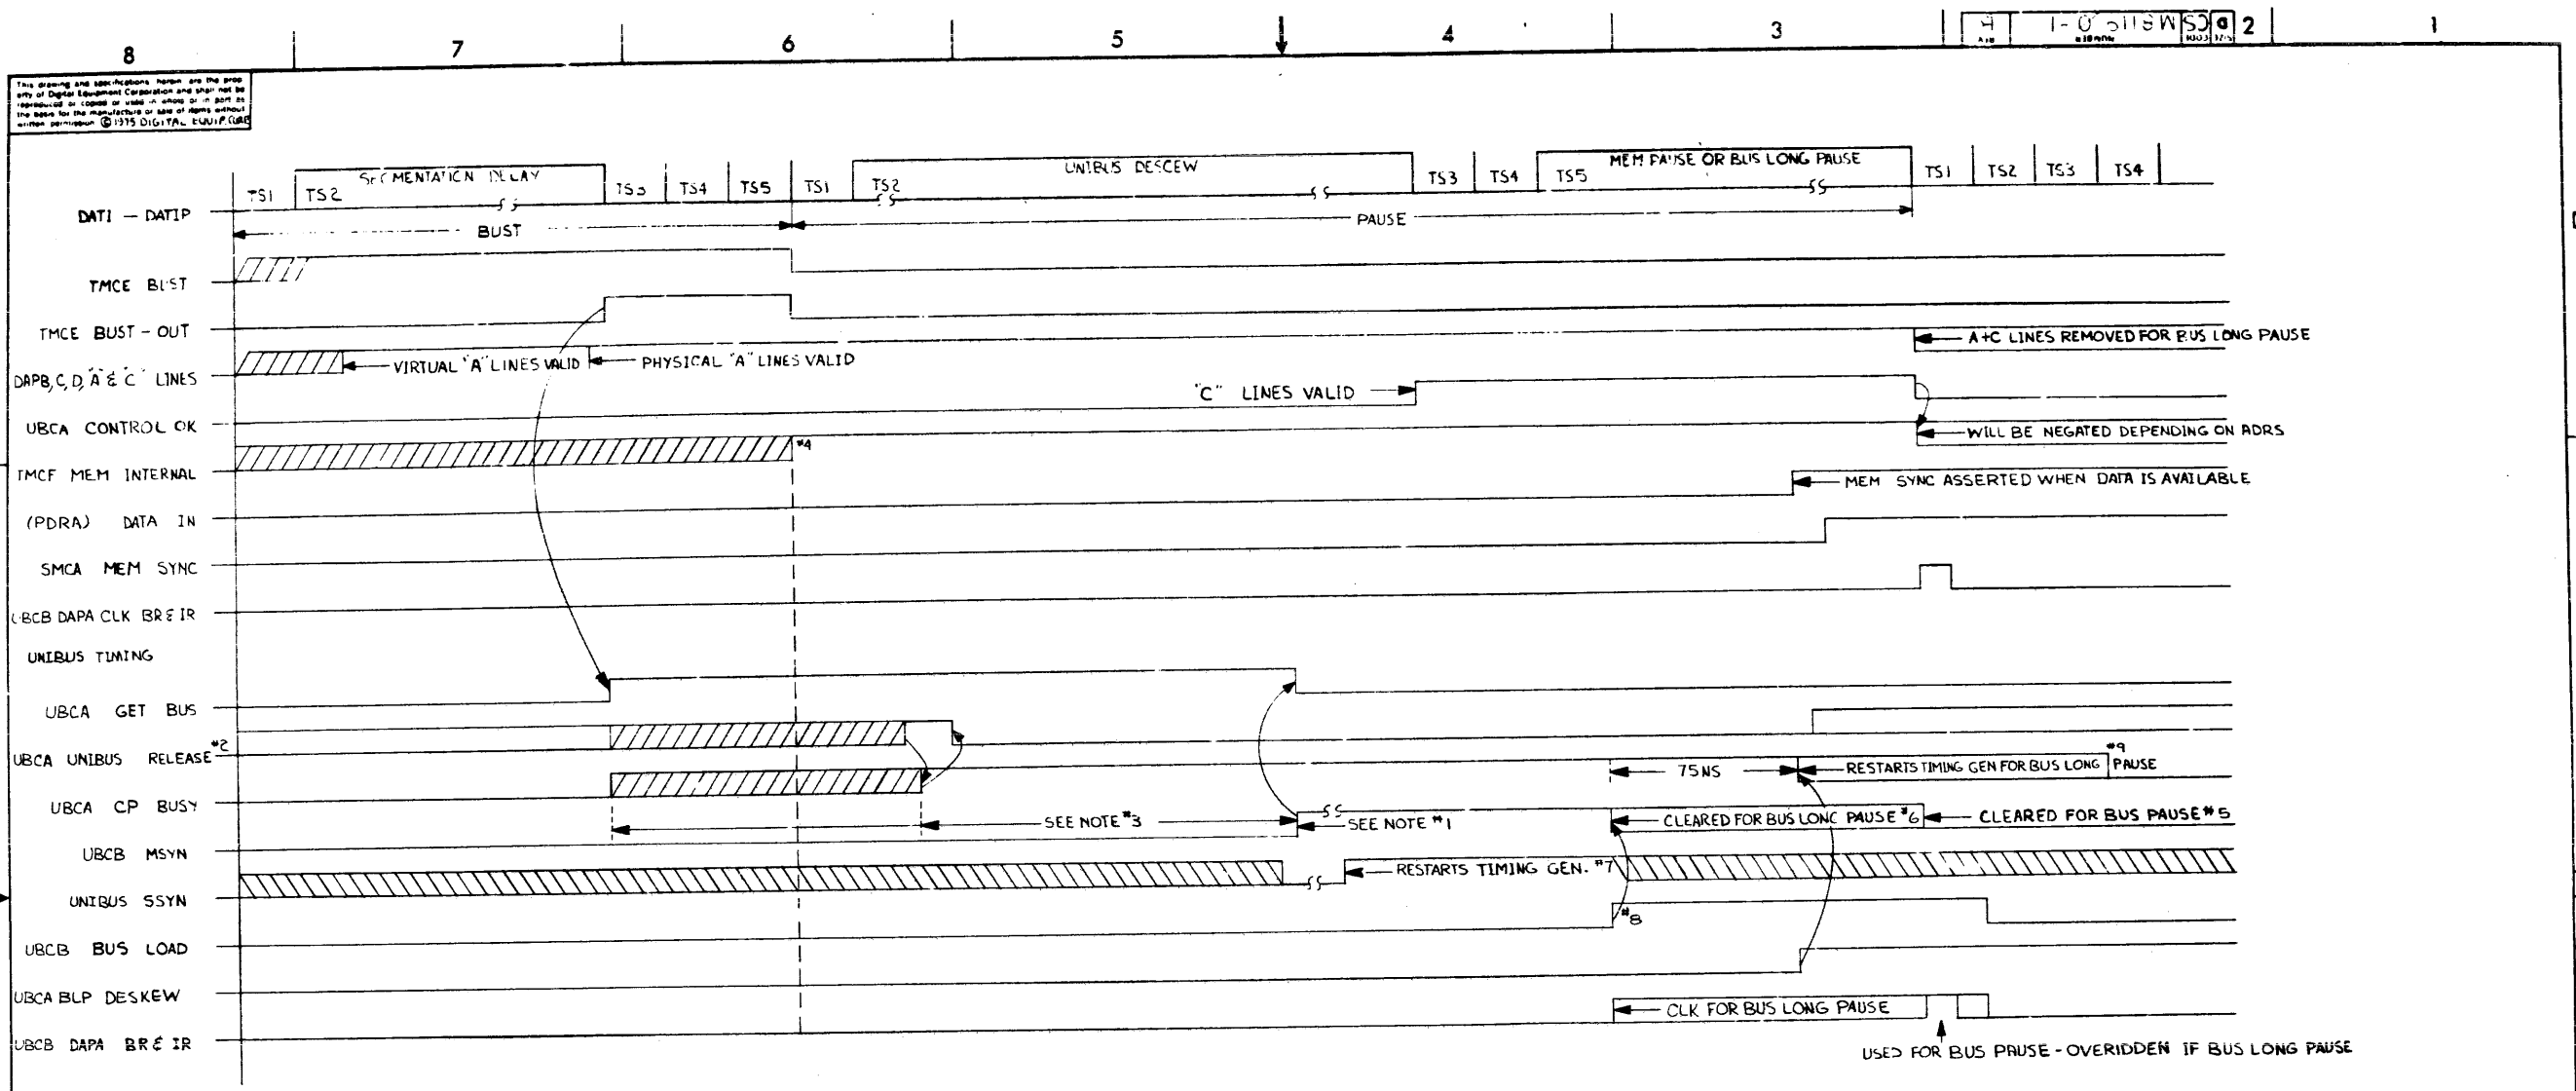 8 7 6 5 4 3 2 1
D CS M8119-0-1
This drawing and specifications, herein, are the prop
erty of Digital Equipment Corporation and shall not be
reproduced or copied or used in whole or in part as
the basis for the manufacture or sale of items without
written permission. © 1975 DIGITAL EQUIP. CORP
TS1 TS2 SEGMENTATION DELAY TS3 TS4 TS5 TS1 TS2 UNIBUS DESCEW TS3 TS4 TS5 MEM PAUSE OR BUS LONG PAUSE TS1 TS2 TS3 TS4
DATI — DATIP
BUST PAUSE
TMCE BUST
TMCE BUST - OUT
A+C LINES REMOVED FOR BUS LONG PAUSE
DAPB, C, D, "A & C" LINES
VIRTUAL "A" LINES VALID PHYSICAL "A" LINES VALID
"C" LINES VALID
UBCA CONTROL OK
WILL BE NEGATED DEPENDING ON ADRS
TMCF MEM INTERNAL #4
MEM SYNC ASSERTED WHEN DATA IS AVAILABLE
(PDRA) DATA IN
SMCA MEM SYNC
UBCB DAPA CLK BR & IR
UNIBUS TIMING
UBCA GET BUS
UBCA UNIBUS RELEASE #2
75NS RESTARTS TIMING GEN FOR BUS LONG PAUSE #9
UBCA CP BUSY
SEE NOTE #3 SEE NOTE #1 CLEARED FOR BUS LONG PAUSE #6 CLEARED FOR BUS PAUSE #5
UBCB MSYN
RESTARTS TIMING GEN. #7
UNIBUS SSYN
#8
UBCB BUS LOAD
UBCA BLP DESKEW
CLK FOR BUS LONG PAUSE
UBCB DAPA BR & IR
USED FOR BUS PAUSE - OVERIDDEN IF BUS LONG PAUSE